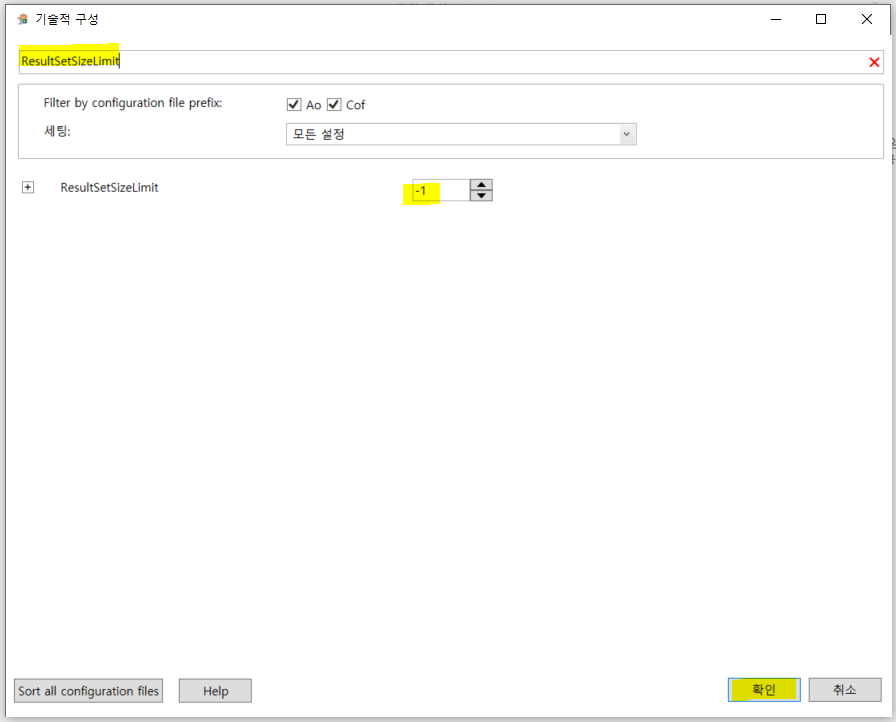 기술적 구성
ResultSetSizeLimit
Filter by configuration file prefix: Ao Cof
세팅: 모든 설정
ResultSetSizeLimit -1
Sort all configuration files Help 확인 취소